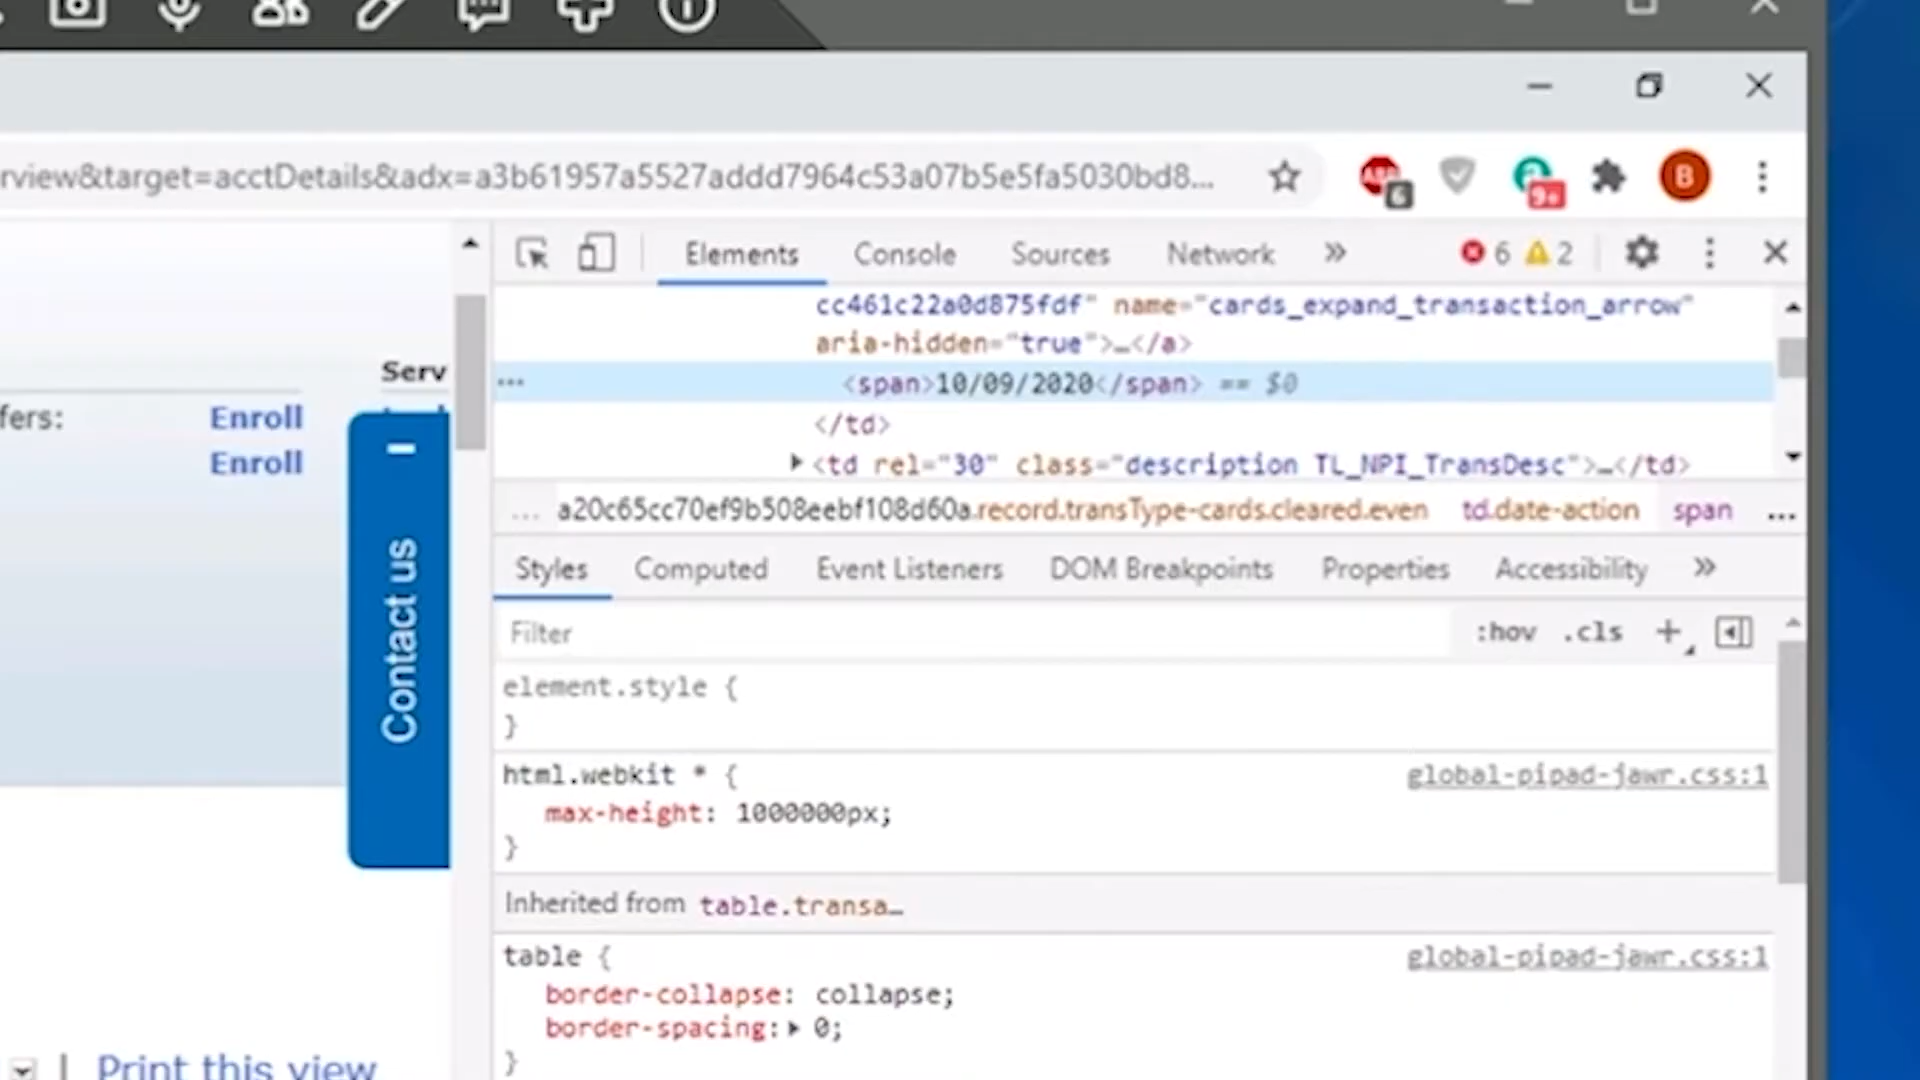 rview&target=acctDetails&adx=a3b61957a5527addd7964c53a07b5e5fa5030bd8...
6
9+
B
Elements Console Sources Network » 6 2
cc461c22a0d875fdf" name="cards_expand_transaction_arrow"
aria-hidden="true">…</a>
<span>10/09/2020</span> == $0
</td>
<td rel="30" class="description TL_NPI_TransDesc">…</td>
... a20c65cc70ef9b508eebf108d60a.record.transType-cards.cleared.even td.date-action span ...
Styles Computed Event Listeners DOM Breakpoints Properties Accessibility »
Filter :hov .cls +
element.style {
}
html.webkit * { global-pipad-jawr.css:1
max-height: 1000000px;
}
Inherited from table.transa…
table { global-pipad-jawr.css:1
border-collapse: collapse;
border-spacing: 0;
}
Serv
fers: Enroll
Enroll
Contact us
| Print this view